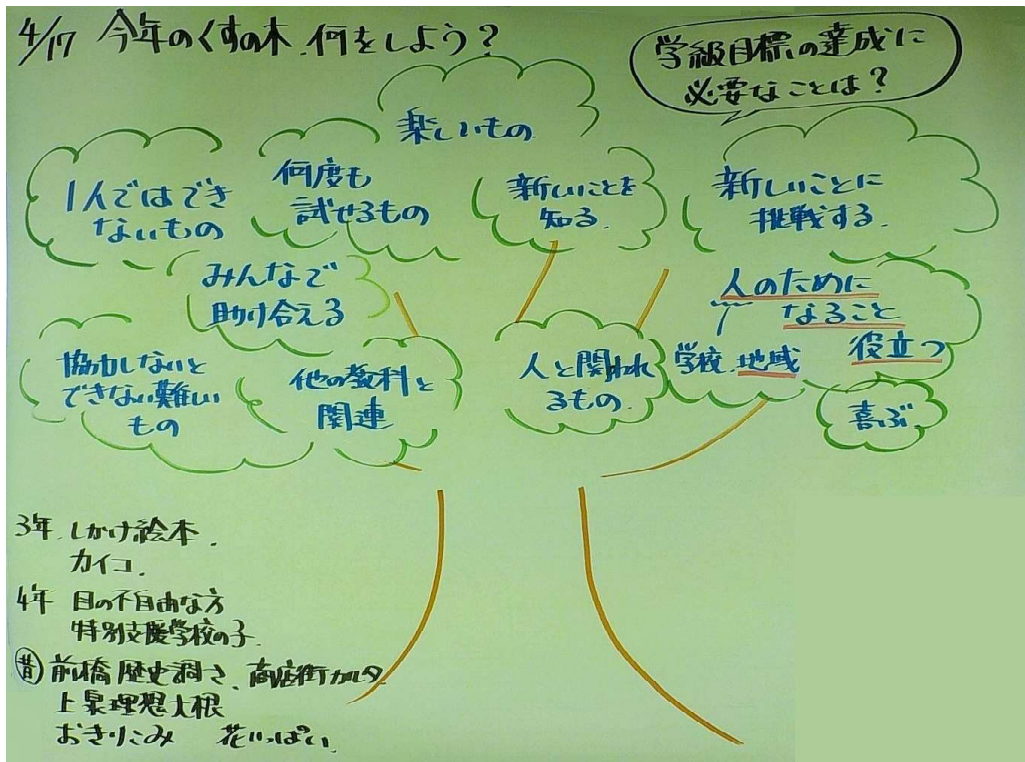 4/17 今年のくすの木、何をしよう?
学級目標の達成に
必要なことは?
楽しいもの
1人ではでき
ないもの
何度も
試せるもの
新しいことを
知る.
新しいことに
挑戦する.
みんなで
助け合える
人のために
なること
役立つ
学校、地域
喜ぶ
協力しないと
できない難しい
もの
他の教科と
関連
人と関われ
るもの.
3年.しかけ絵本.
カイコ.
4年 目の不自由な方
特別支援学校の子.
昔 前橋歴史調さ、商店街カルタ
上泉理想大根
おきりこみ 花いっぱい.